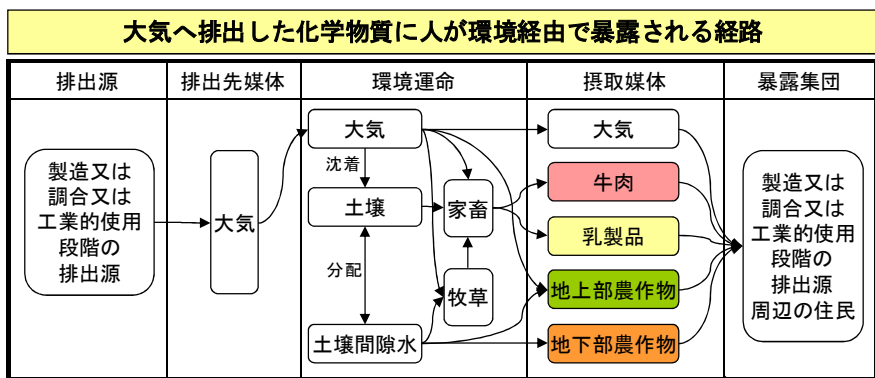 大気へ排出した化学物質に人が環境経由で暴露される経路
排出源
排出先媒体
環境運命
摂取媒体
暴露集団
製造又は
調合又は
工業的使用
段階の
排出源
大気
大気
沈着
土壌
分配
土壌間隙水
家畜
牧草
大気
牛肉
乳製品
地上部農作物
地下部農作物
製造又は
調合又は
工業的使用
段階の
排出源
周辺の住民